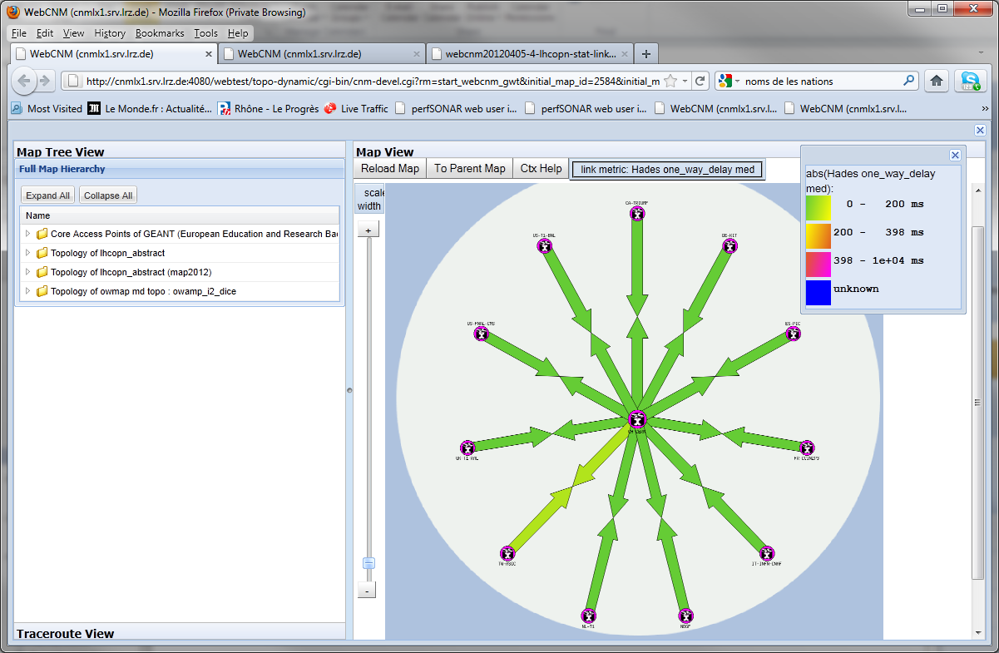 WebCNM (cnmlx1.srv.lrz.de) - Mozilla Firefox (Private Browsing)
File Edit View History Bookmarks Tools Help
WebCNM (cnmlx1.srv.lrz.de)
WebCNM (cnmlx1.srv.lrz.de)
webcnm20120405-4-lhcopn-stat-link...
http://cnmlx1.srv.lrz.de:4080/webtest/topo-dynamic/cgi-bin/cnm-devel.cgi?rm=start_webcnm_gwt&initial_map_id=2584&initial_m
noms de les nations
Most Visited
Le Monde.fr : Actualité...
Rhône - Le Progrès
Live Traffic
perfSONAR web user i...
perfSONAR web user i...
WebCNM (cnmlx1.srv.l...
WebCNM (cnmlx1.srv.l...
Map Tree View
Full Map Hierarchy
Expand All
Collapse All
Name
Core Access Points of GEANT (European Education and Research Ba
Topology of lhcopn_abstract
Topology of lhcopn_abstract (map2012)
Topology of owmap md topo : owamp_i2_dice
Traceroute View
Map View
Reload Map
To Parent Map
Ctx Help
link metric: Hades one_way_delay med
scale
width
+
-
abs(Hades one_way_delay
med):
0 - 200 ms
200 - 398 ms
398 - 1e+04 ms
unknown
CA-TRIUMF
US-T1-BNL
DE-KIT
US-FNAL-CMS
ES-PIC
CH-CERN
UK-T1-RAL
FR-CCIN2P3
TW-ASGC
IT-INFN-CNAF
NL-T1
NDGF